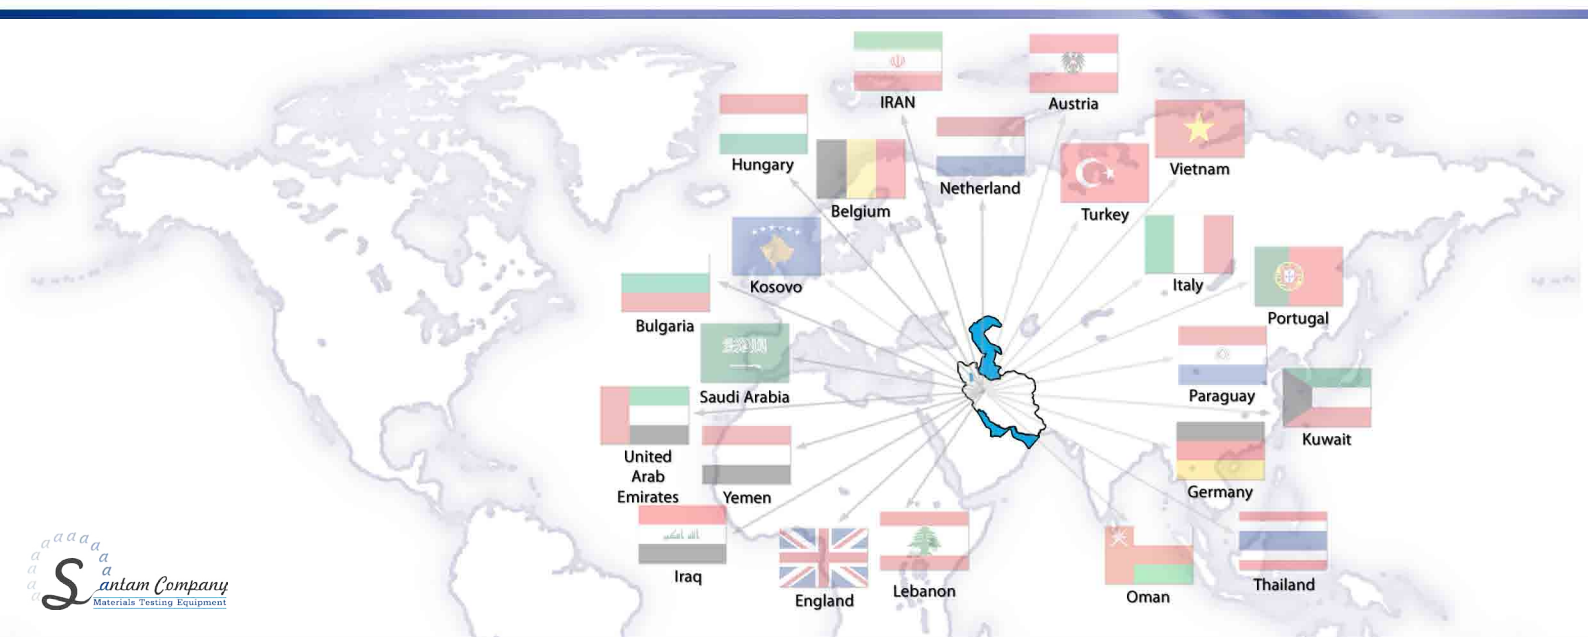 IRAN
Austria
Hungary
Vietnam
Netherland
Belgium
Turkey
Kosovo
Italy
Bulgaria
Portugal
Saudi Arabia
Paraguay
Kuwait
United
Arab
Emirates
Yemen
Germany
Iraq
England
Lebanon
Oman
Thailand
a a a a a a a a a a
Santam Company
Materials Testing Equipment